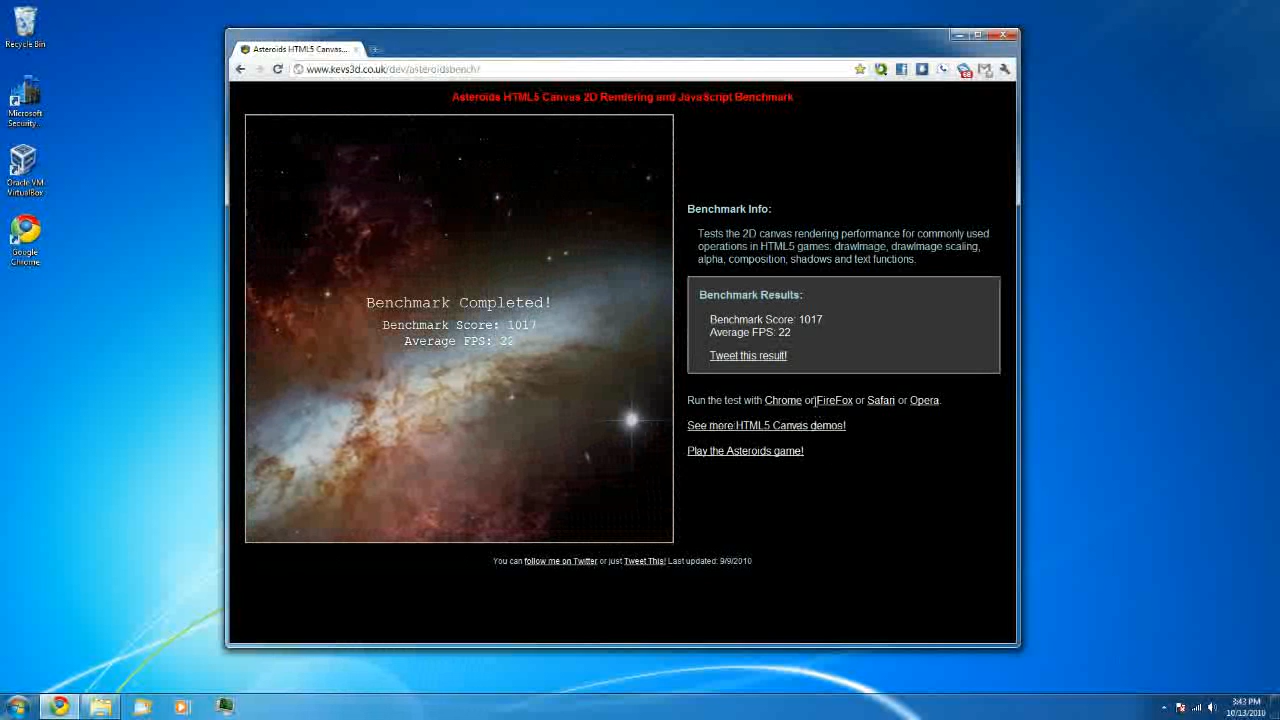 Recycle Bin
Microsoft
Security...
Oracle VM
VirtualBox
Google
Chrome
Asteroids HTML5 Canvas...
www.kevs3d.co.uk/dev/asteroidsbench/
68
Asteroids HTML5 Canvas 2D Rendering and JavaScript Benchmark
Benchmark Completed!
Benchmark Score: 1017
Average FPS: 22
Benchmark Info:
Tests the 2D canvas rendering performance for commonly used
operations in HTML5 games: drawImage, drawImage scaling,
alpha, composition, shadows and text functions.
Benchmark Results:
Benchmark Score: 1017
Average FPS: 22
Tweet this result!
Run the test with Chrome or FireFox or Safari or Opera.
See more HTML5 Canvas demos!
Play the Asteroids game!
You can follow me on Twitter or just Tweet This! Last updated: 9/9/2010
3:43 PM
10/13/2010